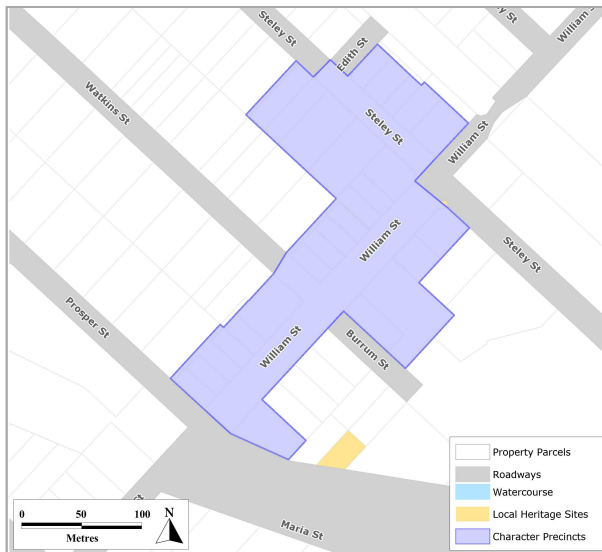 Steley St
Edith St
William St
Watkins St
Steley St
William St
William St
Steley St
Prosper St
William St
Burrum St
Maria St
Property Parcels
Roadways
Watercourse
Local Heritage Sites
Character Precincts
0 50 100
Metres
N